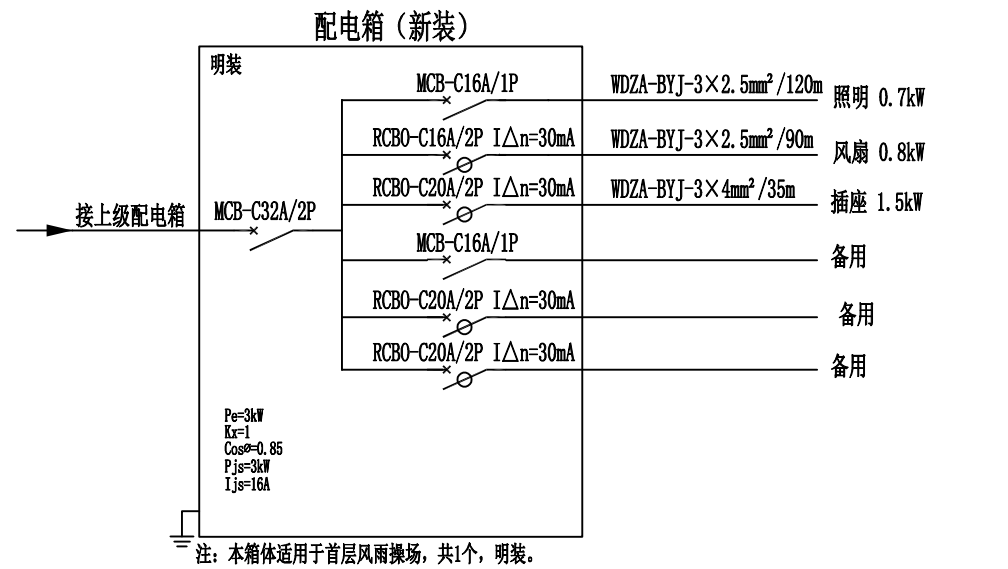 配电箱（新装）
明装
MCB-C16A/1P
WDZA-BYJ-3×2.5mm²/120m
照明 0.7kW
RCBO-C16A/2P I△n=30mA
WDZA-BYJ-3×2.5mm²/90m
风扇 0.8kW
RCBO-C20A/2P I△n=30mA
WDZA-BYJ-3×4mm²/35m
插座 1.5kW
接上级配电箱
MCB-C32A/2P
MCB-C16A/1P
备用
RCBO-C20A/2P I△n=30mA
备用
RCBO-C20A/2P I△n=30mA
备用
Pe=3kW
Kx=1
Cosø=0.85
Pjs=3kW
Ijs=16A
注：本箱体适用于首层风雨操场，共1个，明装。